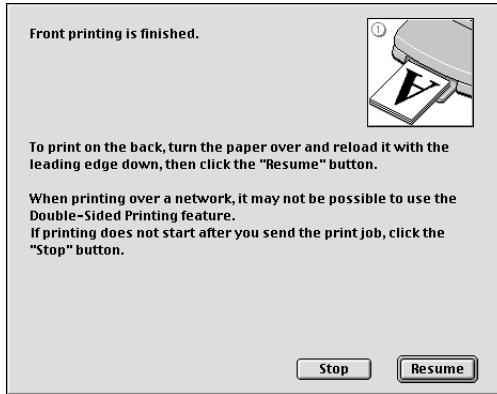 Front printing is finished.
1
A
To print on the back, turn the paper over and reload it with the
leading edge down, then click the "Resume" button.
When printing over a network, it may not be possible to use the
Double-Sided Printing feature.
If printing does not start after you send the print job, click the
"Stop" button.
Stop
Resume